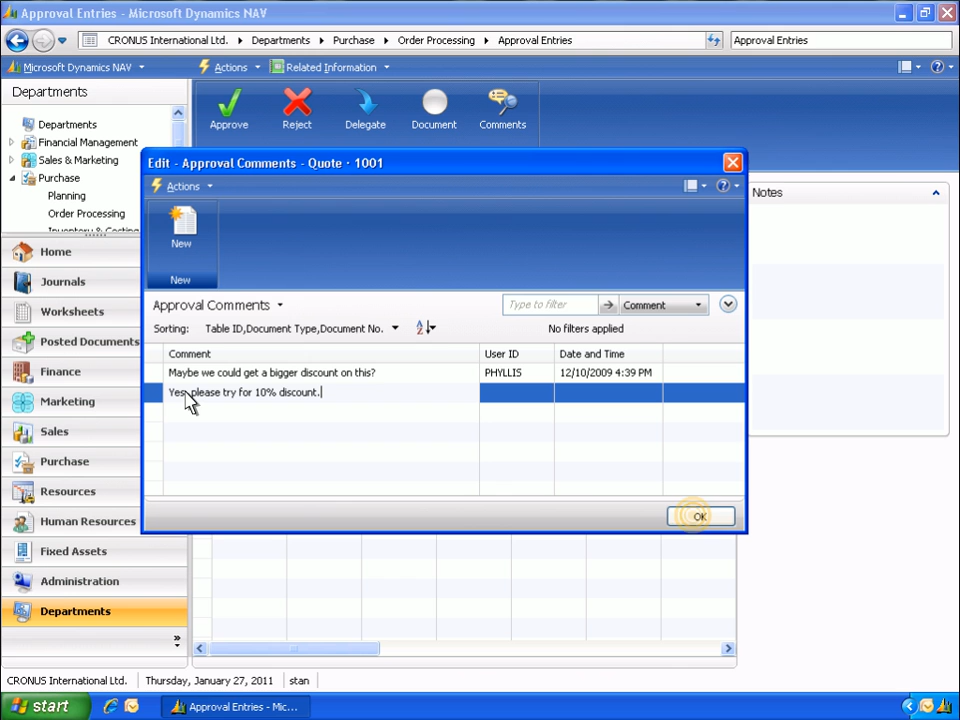 Approval Entries - Microsoft Dynamics NAV
CRONUS International Ltd. Departments Purchase Order Processing Approval Entries
Approval Entries
Microsoft Dynamics NAV
Actions
Related Information
Departments
Departments
Financial Management
Sales & Marketing
Purchase
Planning
Order Processing
Inventory & Costing
Approve
Reject
Delegate
Document
Comments
Notes
Edit - Approval Comments - Quote · 1001
Actions
New
New
Approval Comments
Type to filter
Comment
Sorting: Table ID,Document Type,Document No.
No filters applied
Comment User ID Date and Time
Maybe we could get a bigger discount on this? PHYLLIS 12/10/2009 4:39 PM
Yes, please try for 10% discount.
OK
Home
Journals
Worksheets
Posted Documents
Finance
Marketing
Sales
Purchase
Resources
Human Resources
Fixed Assets
Administration
Departments
CRONUS International Ltd. Thursday, January 27, 2011 stan
start
Approval Entries - Mic...